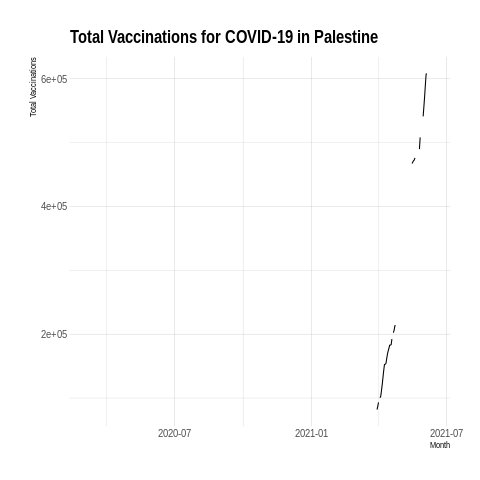 Total Vaccinations for COVID-19 in Palestine
Total Vaccinations
6e+05
4e+05
2e+05
2020-07
2021-01
2021-07
Month